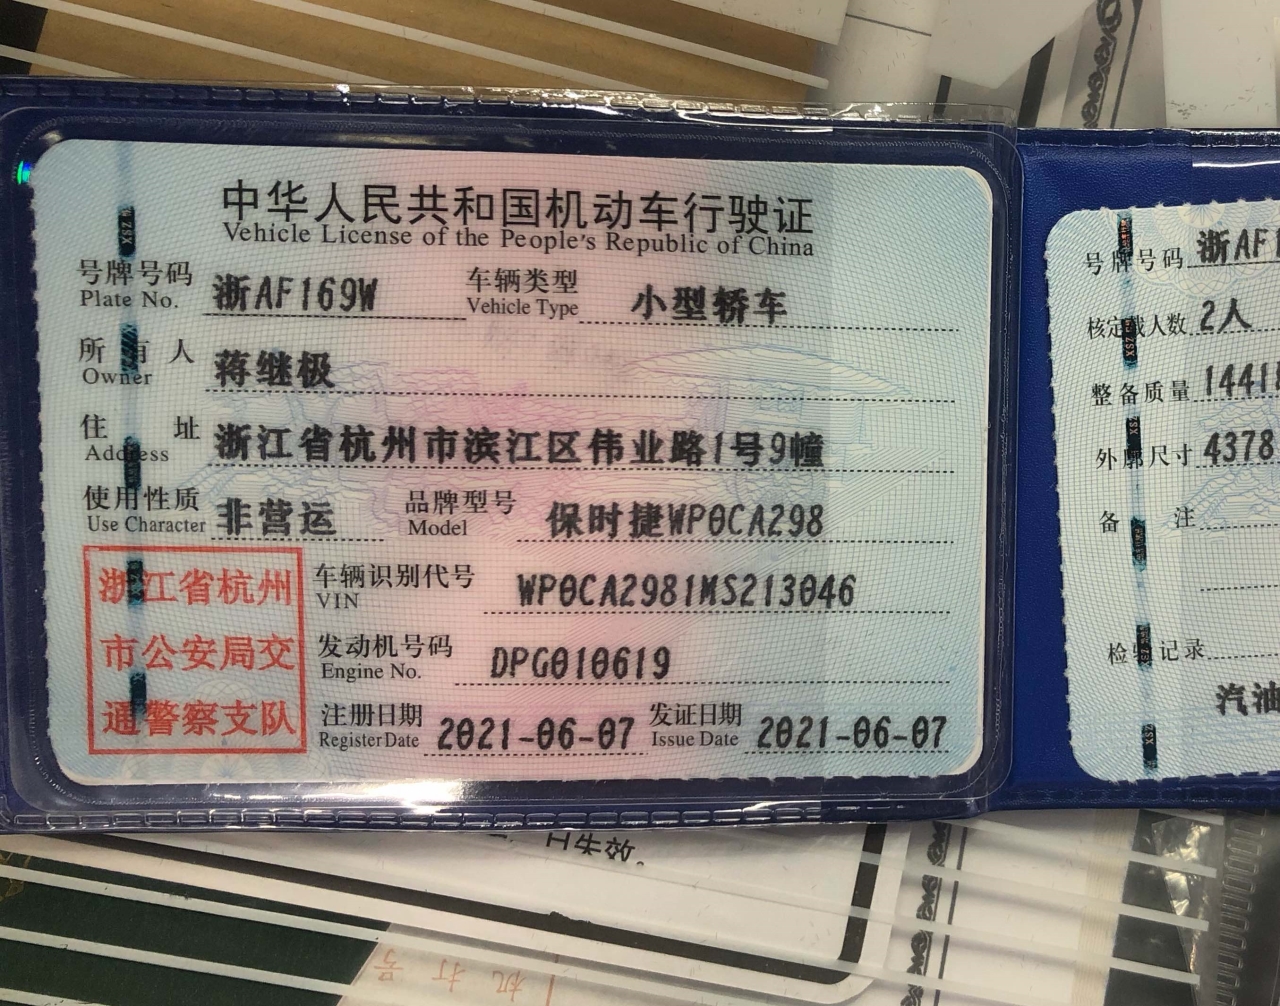 中华人民共和国机动车行驶证
Vehicle License of the People's Republic of China
号牌号码 浙AF169W 车辆类型 小型轿车
Plate No. Vehicle Type
所有人 蒋继极
Owner
住址 浙江省杭州市滨江区伟业路1号9幢
Address
使用性质 非营运 品牌型号 保时捷WP0CA298
Use Character Model
浙江省杭州
市公安局交
通警察支队
车辆识别代号 WP0CA2981MS213046
VIN
发动机号码 DPG010619
Engine No.
注册日期 2021-06-07 发证日期 2021-06-07
Register Date Issue Date
号牌号码 浙AF
核定载人数 2人
整备质量 1441
外廓尺寸 4378
备注
检验记录
汽油
日失效。
机打号